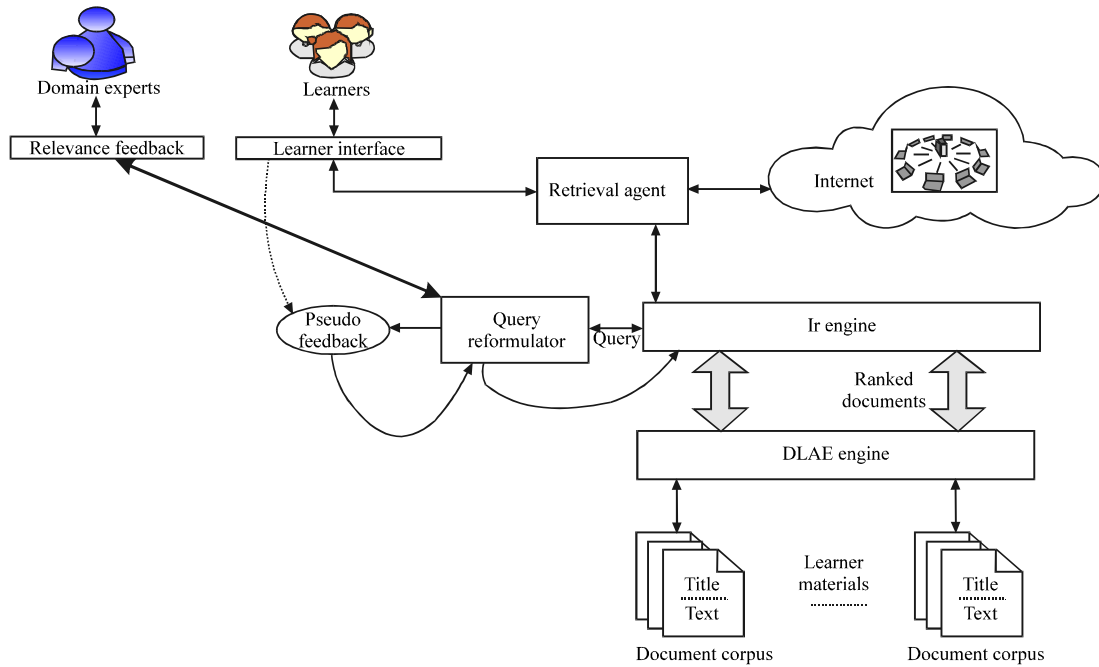 Domain experts
Learners
Relevance feedback
Learner interface
Retrieval agent
Internet
Pseudo
feedback
Query
reformulator
Query
Ir engine
Ranked
documents
DLAE engine
Title
Text
Learner
materials
Title
Text
Document corpus
Document corpus